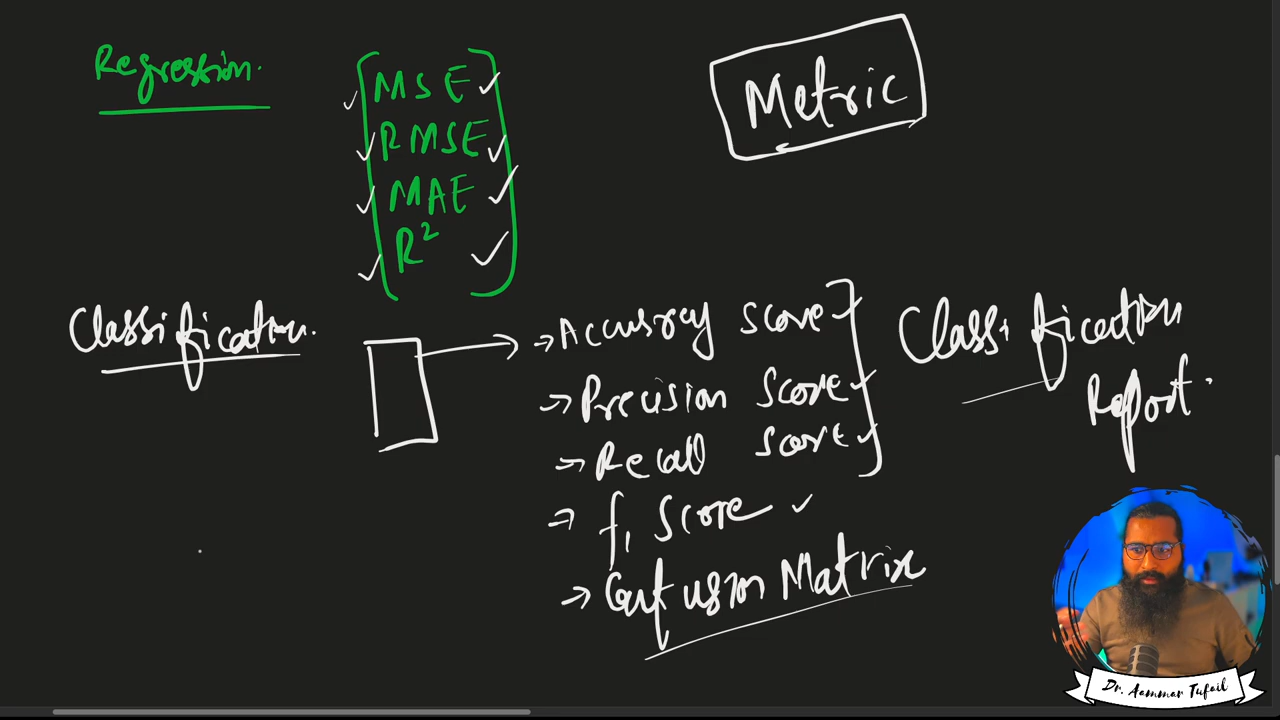 Regression.
MSE
RMSE
MAE
R²
Metric
Classification.
→ Accuracy Score
→ Precision Score
→ Recall Score
→ f1 Score
→ Confusion Matrix
Classification
Report.
Dr. Aammar Tufail